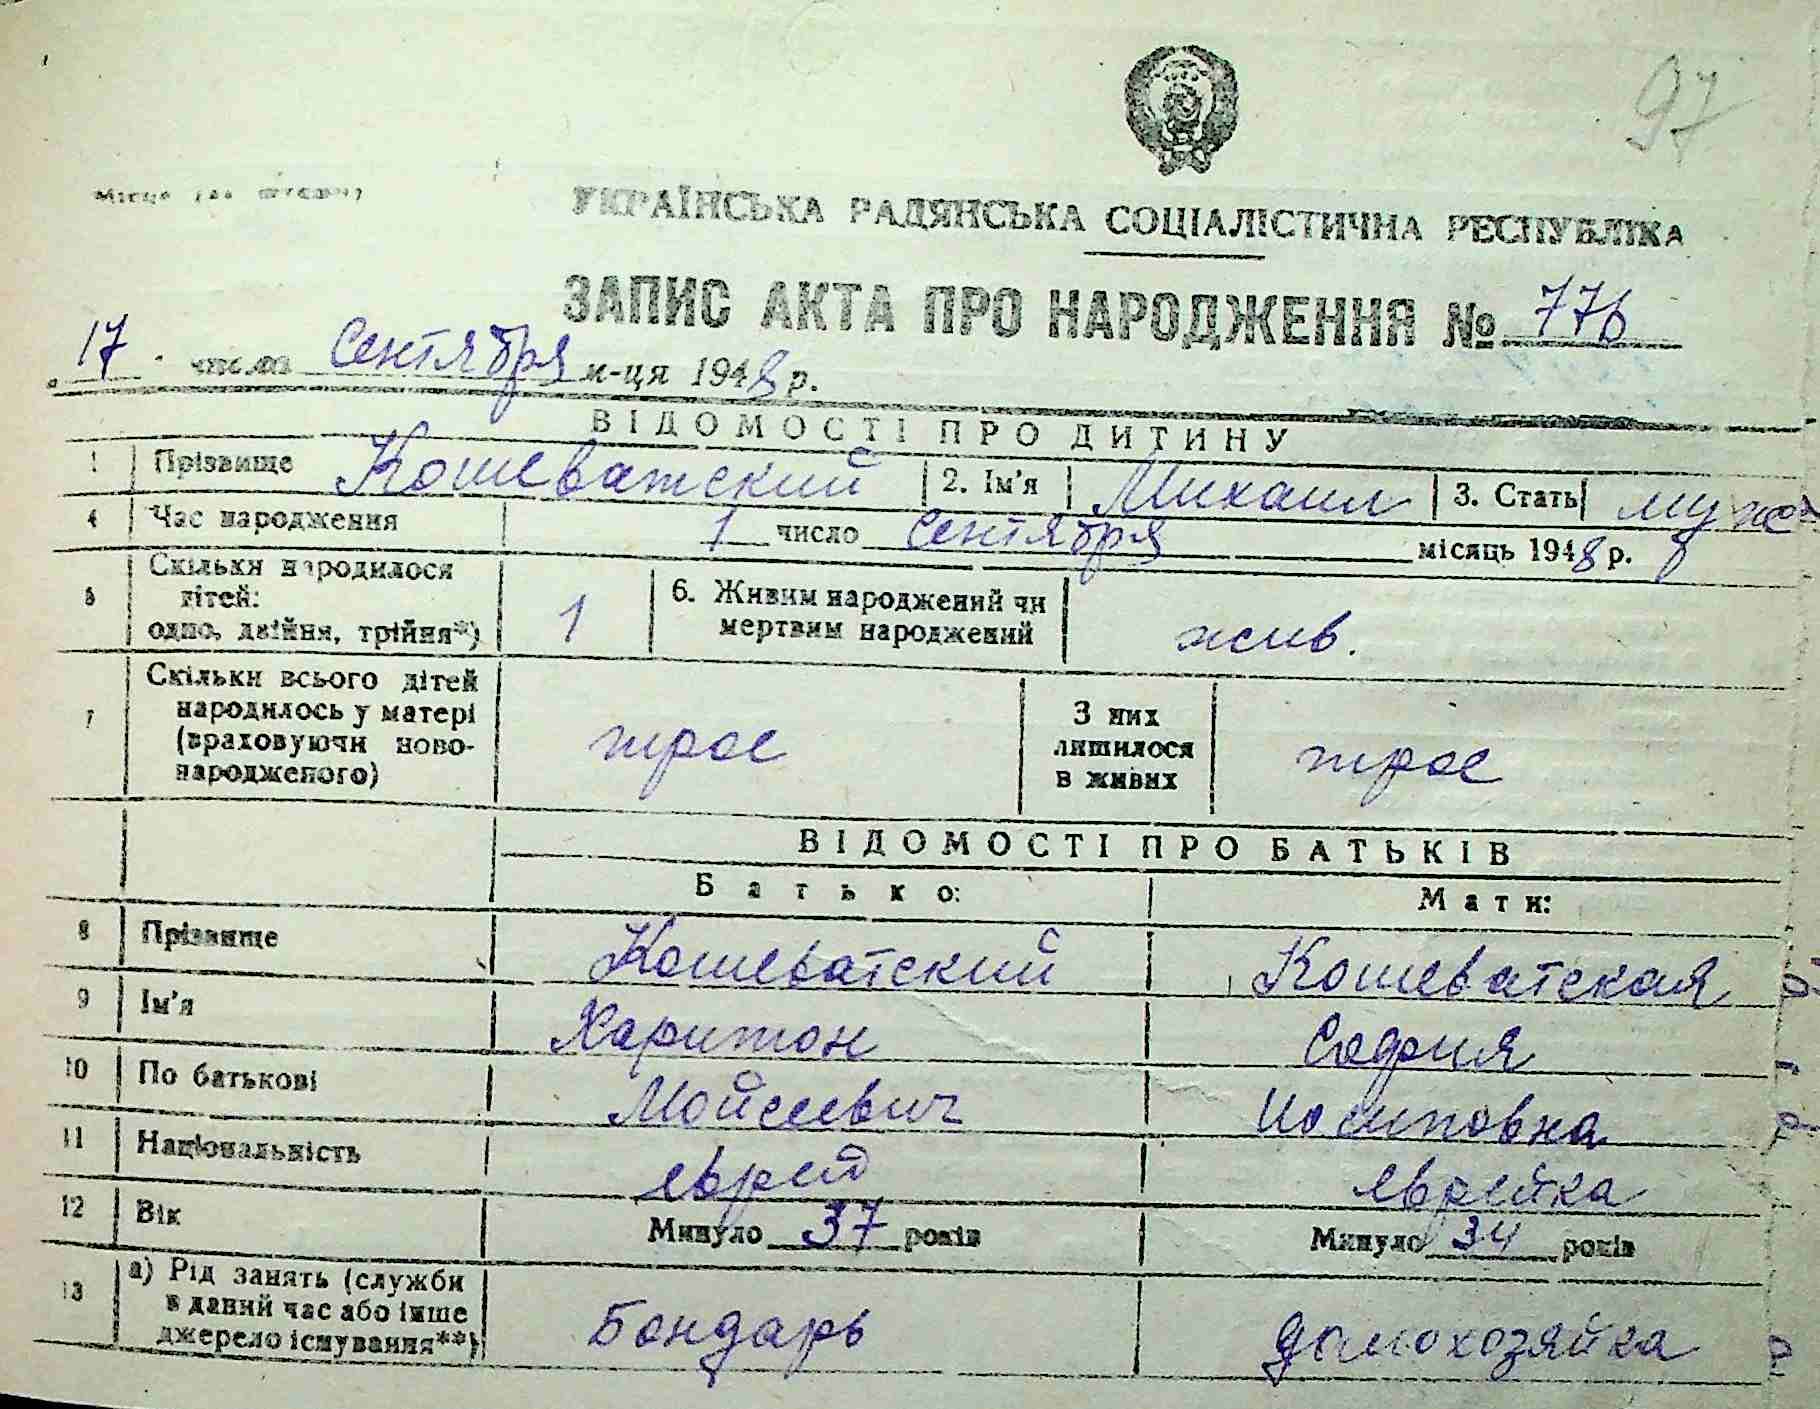 97
Місце (для штампу)
УКРАЇНСЬКА РАДЯНСЬКА СОЦІАЛІСТИЧНА РЕСПУБЛІКА
ЗАПИС АКТА ПРО НАРОДЖЕННЯ № 776
17 числа Сентября м-ця 1948 р.
ВІДОМОСТІ ПРО ДИТИНУ
1 Прізвище Кошеватский 2. Ім'я Михаил 3. Стать муж
4 Час народження 1 число Сентября місяць 1948 р.
5 Скільки народилося дітей: одно, двійня, трійня*) 1 6. Живим народжений чи мертвим народжений жив.
7 Скільки всього дітей народилось у матері (враховуючи новонародженого) трое З них лишилося в живих трое
ВІДОМОСТІ ПРО БАТЬКІВ
Батько: Мати:
8 Прізвище Кошеватский Кошеватская
9 Ім'я Харитон София
10 По батькові Мойсеевич Иосиповна
11 Національність еврей еврейка
12 Вік Минуло 37 років Минуло 34 років
13 а) Рід занять (служби в даний час або інше джерело існування**) Бондарь домохозяйка